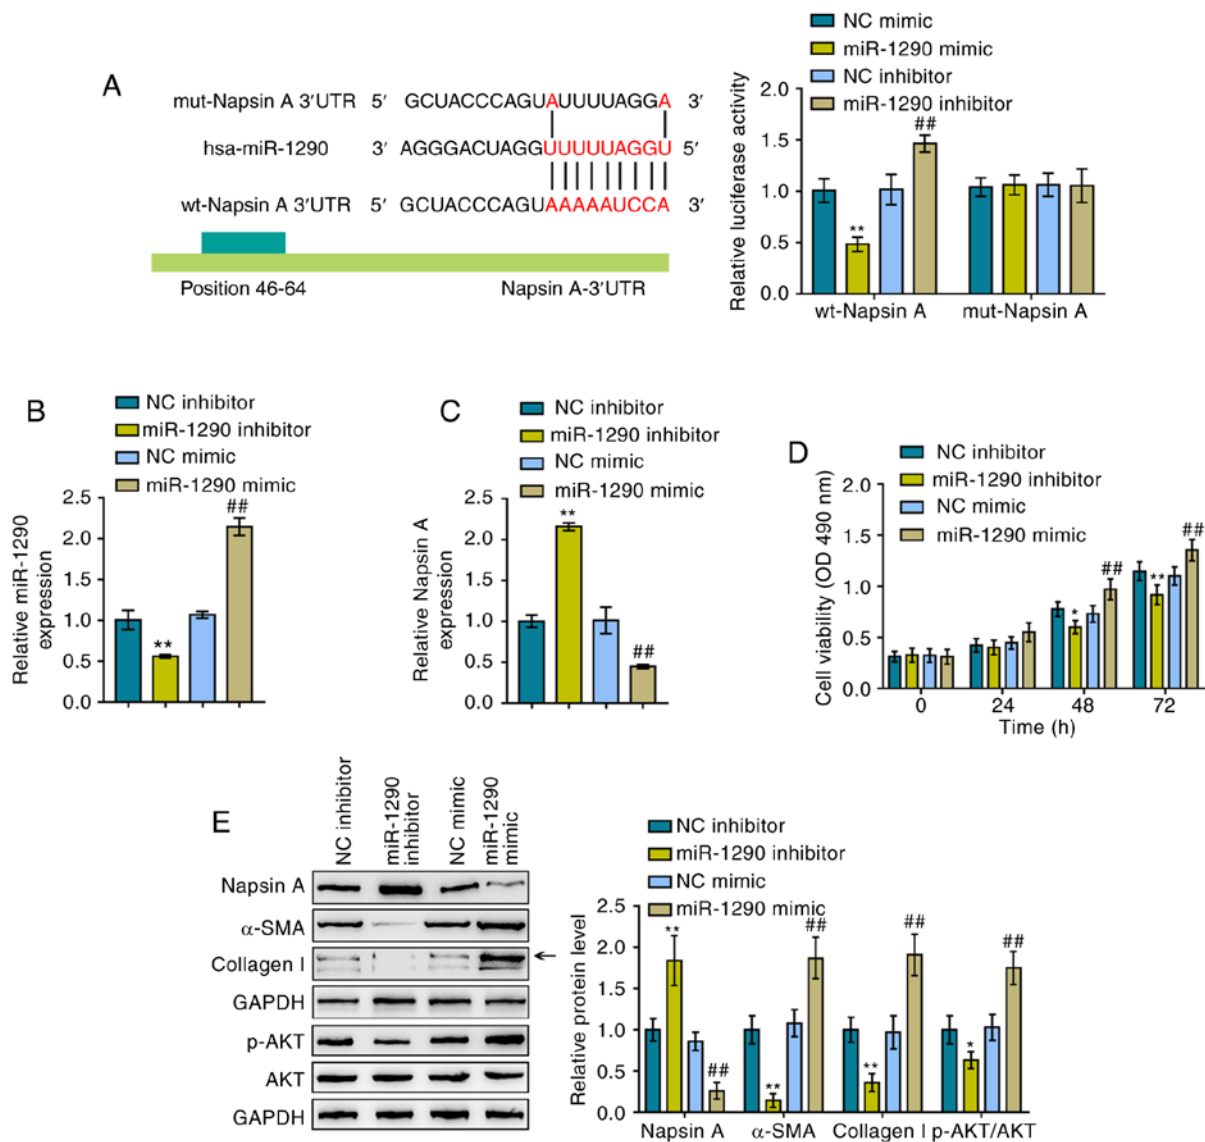 A
mut-Napsin A 3′UTR 5′ GCUACCCAGUAUUUUAGGA 3′
hsa-miR-1290 3′ AGGGACUAGGUUUUUAGGU 5′
wt-Napsin A 3′UTR 5′ GCUACCCAGUAAAAAUCCA 3′
Position 46-64 Napsin A-3′UTR
NC mimic
miR-1290 mimic
NC inhibitor
miR-1290 inhibitor
Relative luciferase activity
2.0
1.5
1.0
0.5
0.0
**
##
wt-Napsin A mut-Napsin A
B
NC inhibitor
miR-1290 inhibitor
NC mimic
miR-1290 mimic
Relative miR-1290
expression
2.5
2.0
1.5
1.0
0.5
0.0
**
##
C
NC inhibitor
miR-1290 inhibitor
NC mimic
miR-1290 mimic
Relative Napsin A
expression
2.5
2.0
1.5
1.0
0.5
0.0
**
##
D
NC inhibitor
miR-1290 inhibitor
NC mimic
miR-1290 mimic
Cell viability (OD 490 nm)
2.0
1.5
1.0
0.5
0.0
*
##
**
##
0 24 48 72
Time (h)
E
NC inhibitor
miR-1290
inhibitor
NC mimic
miR-1290
mimic
Napsin A
α-SMA
Collagen I
GAPDH
p-AKT
AKT
GAPDH
NC inhibitor
miR-1290 inhibitor
NC mimic
miR-1290 mimic
Relative protein level
2.5
2.0
1.5
1.0
0.5
0.0
**
##
**
##
**
##
*
##
Napsin A α-SMA Collagen I p-AKT/AKT